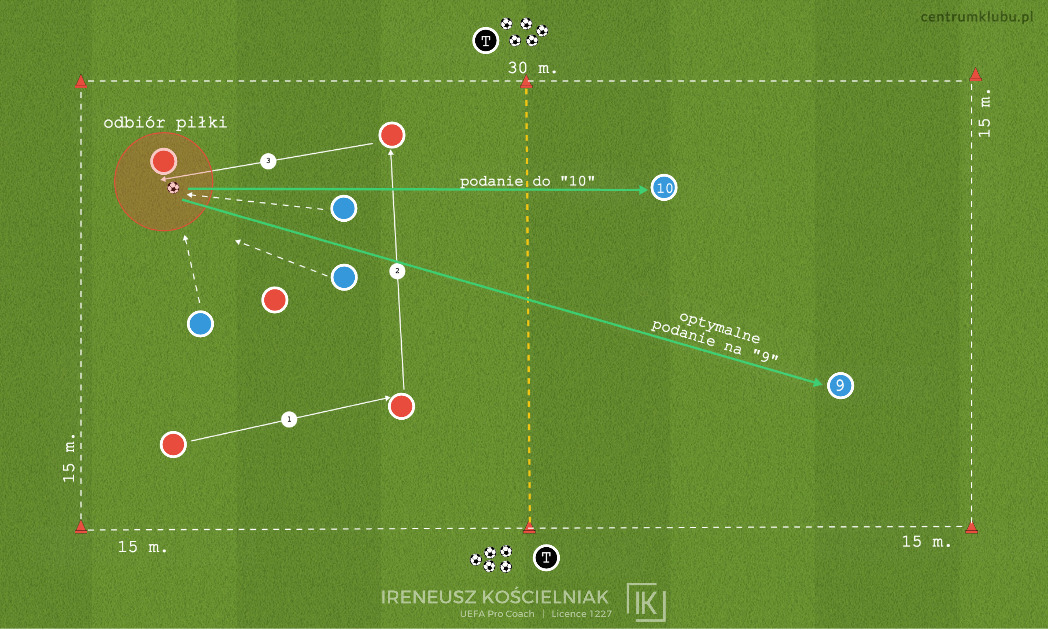 centrumklubu.pl
T
30 m.
15 m.
odbiór piłki
3
podanie do "10"
10
2
optymalne
podanie na "9"
9
1
15 m.
15 m.
15 m.
T
IRENEUSZ KOŚCIELNIAK
IK
UEFA Pro Coach | Licence 1227